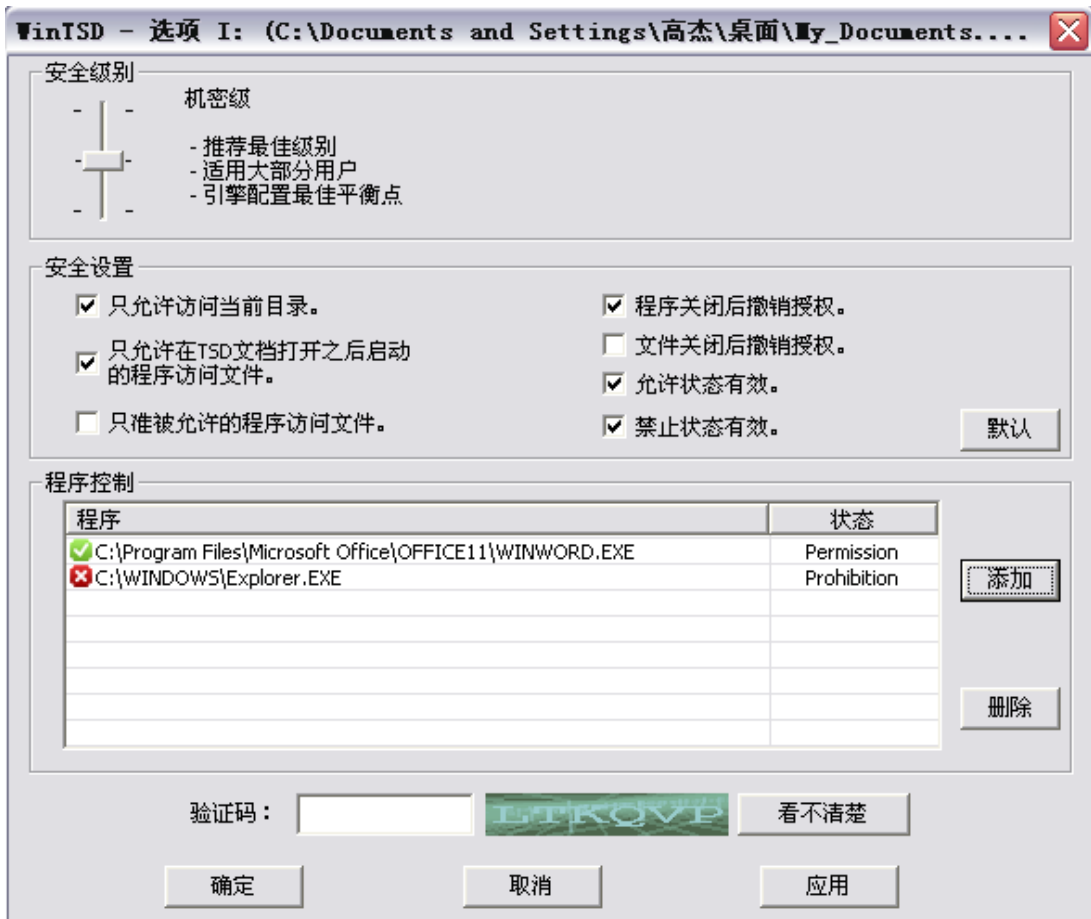 WinTSD - 选项 I: (C:\Documents and Settings\高杰\桌面\My_Documents....
安全级别
机密级
- 推荐最佳级别
- 适用大部分用户
- 引擎配置最佳平衡点
安全设置
只允许访问当前目录。
程序关闭后撤销授权。
只允许在TSD文档打开之后启动
的程序访问文件。
文件关闭后撤销授权。
允许状态有效。
只准被允许的程序访问文件。
禁止状态有效。
默认
程序控制
程序 状态
C:\Program Files\Microsoft Office\OFFICE11\WINWORD.EXE Permission
C:\WINDOWS\Explorer.EXE Prohibition
添加
删除
验证码： LTKQVP 看不清楚
确定 取消 应用